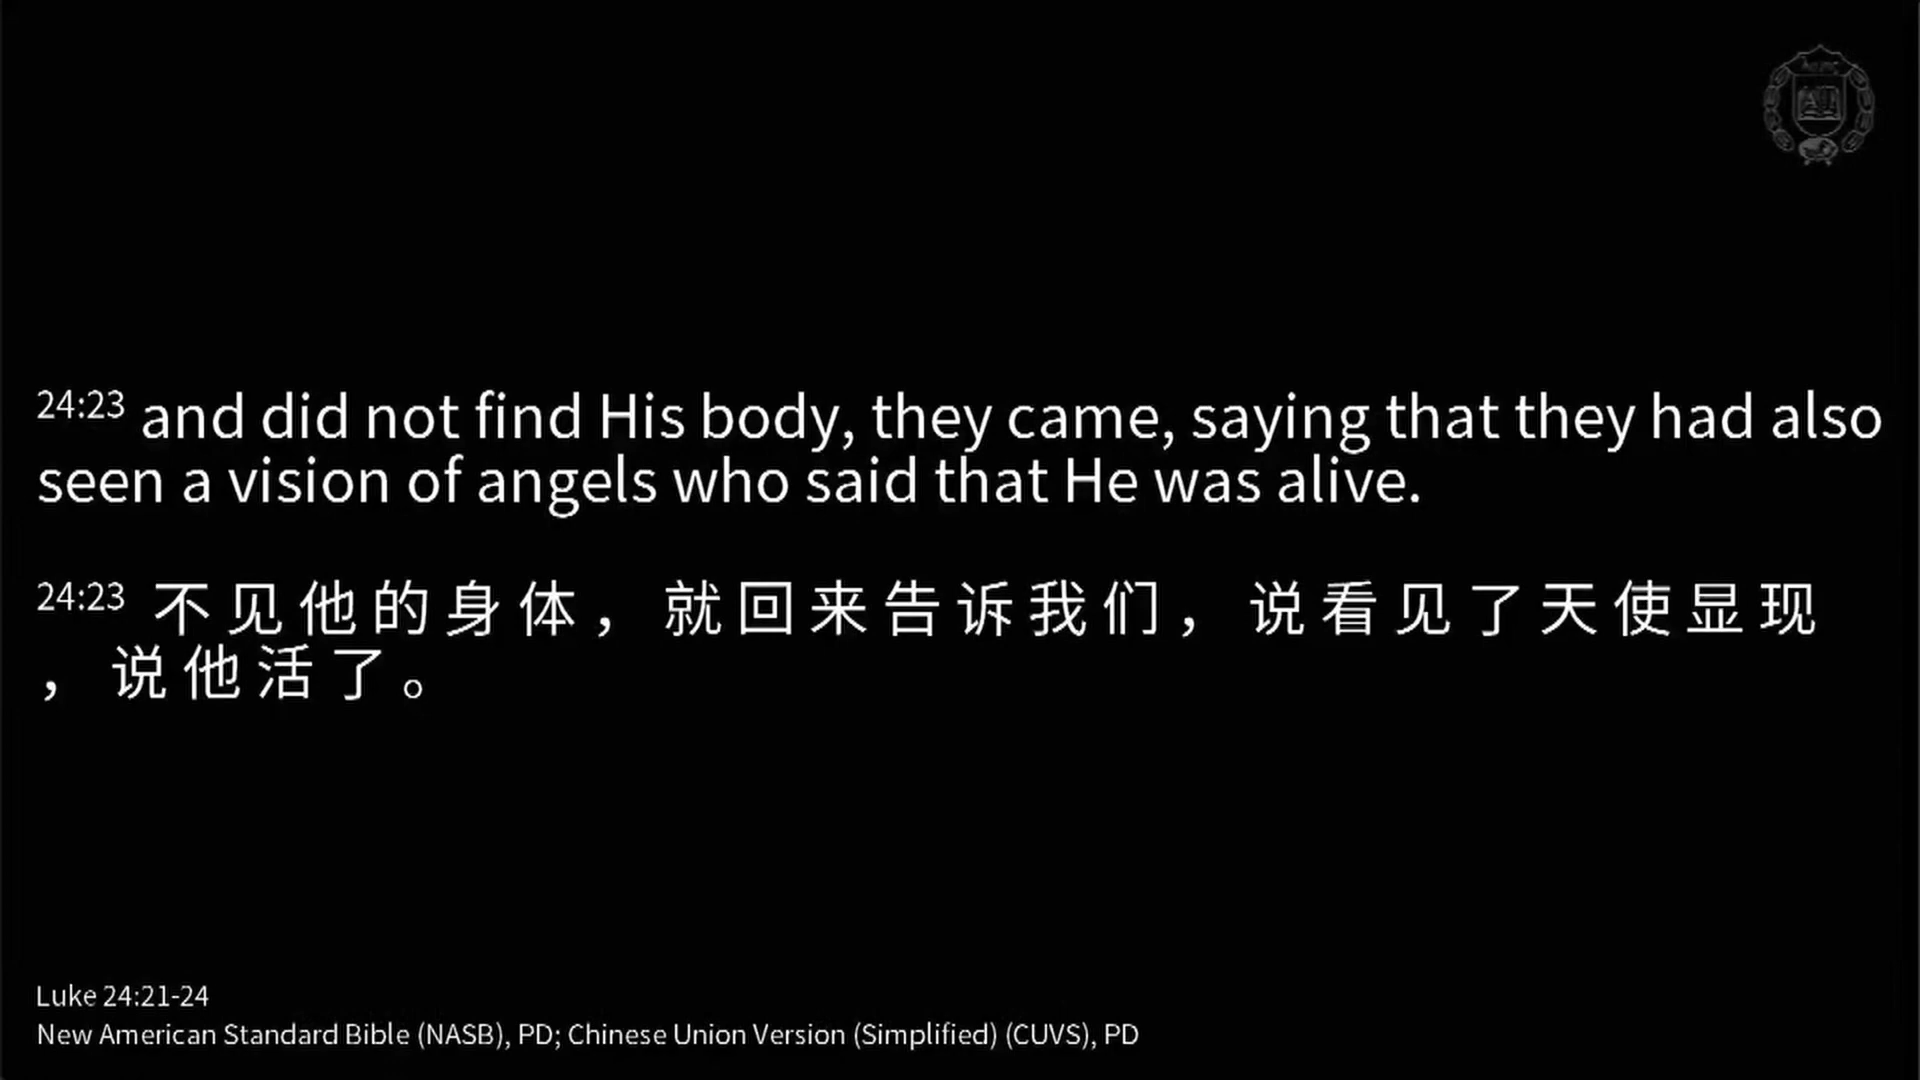 24:23 and did not find His body, they came, saying that they had also
seen a vision of angels who said that He was alive.
24:23 不 见 他 的 身 体 ， 就 回 来 告 诉 我 们 ， 说 看 见 了 天 使 显 现
， 说 他 活 了 。
Luke 24:21-24
New American Standard Bible (NASB), PD; Chinese Union Version (Simplified) (CUVS), PD